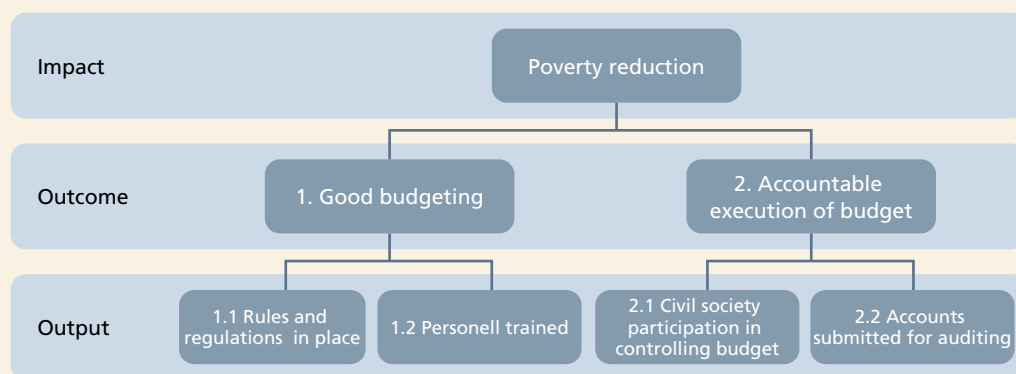 Impact
Poverty reduction
Outcome
1. Good budgeting
2. Accountable
execution of budget
Output
1.1 Rules and
regulations in place
1.2 Personell trained
2.1 Civil society
participation in
controlling budget
2.2 Accounts
submitted for auditing